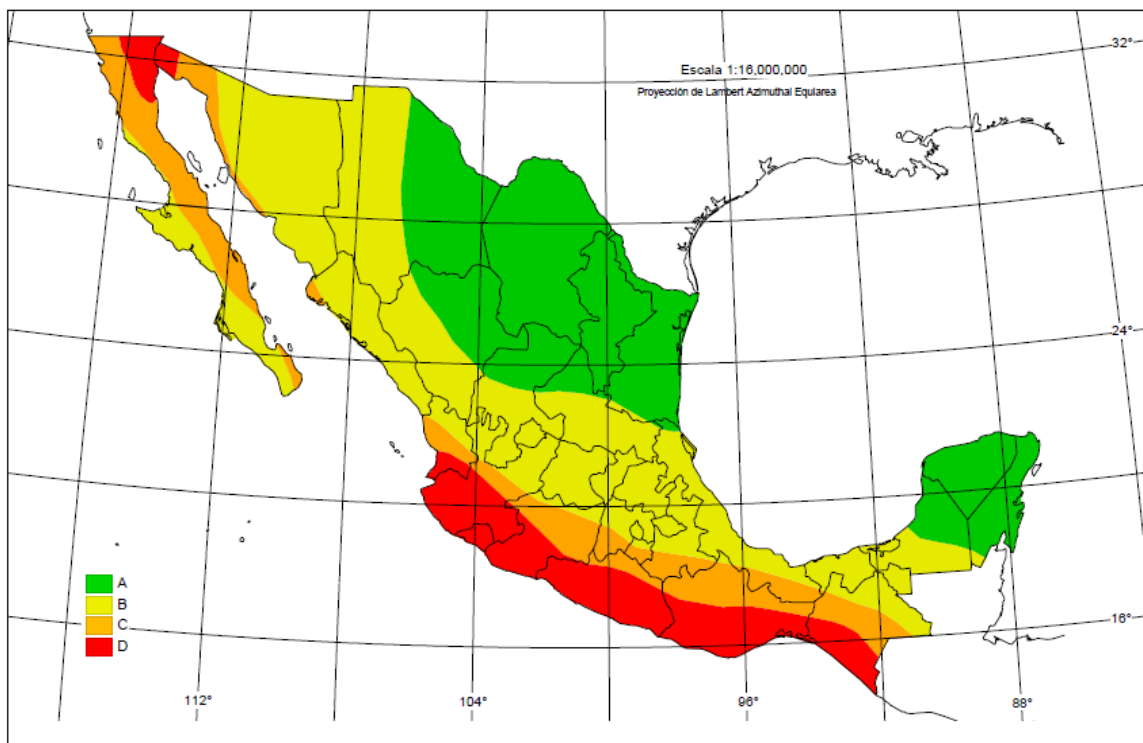 32°
Escala 1:16,000,000
Proyección de Lambert Azimuthal Equiarea
24°
A
B
C
D
16°
112°
104°
96°
88°